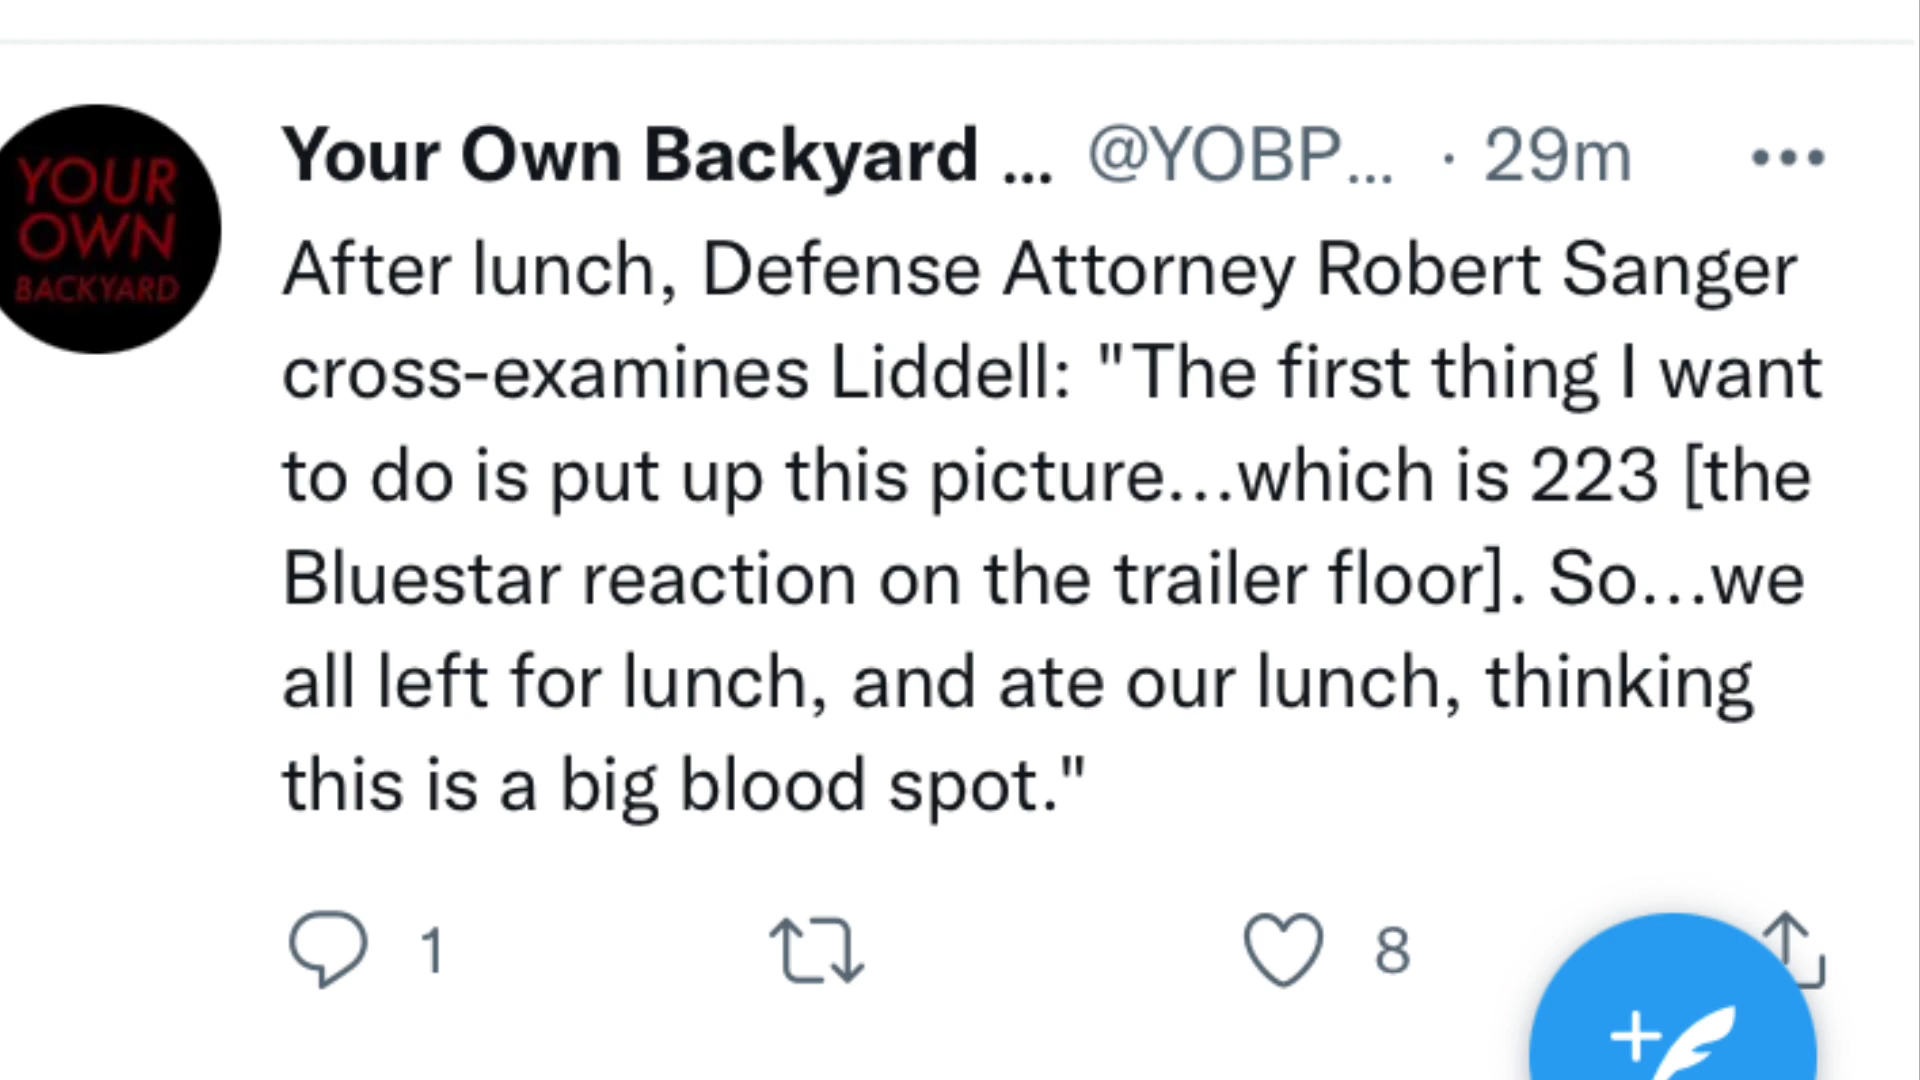 YOUR
OWN
BACKYARD
Your Own Backyard ... @YOBP... · 29m
After lunch, Defense Attorney Robert Sanger
cross-examines Liddell: "The first thing I want
to do is put up this picture...which is 223 [the
Bluestar reaction on the trailer floor]. So...we
all left for lunch, and ate our lunch, thinking
this is a big blood spot."
1 8